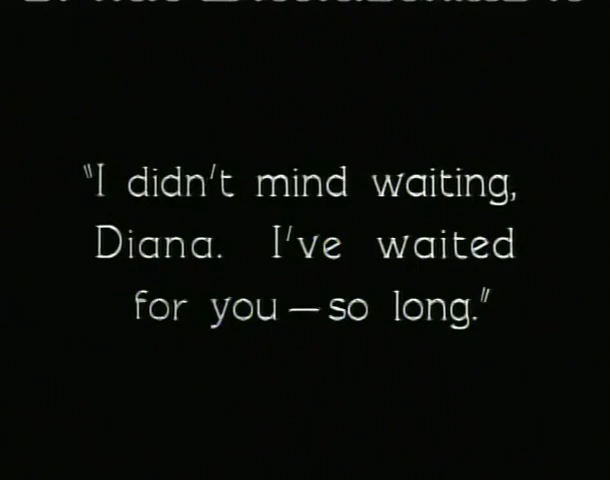 "I didn't mind waiting,
Diana. I've waited
for you — so long."